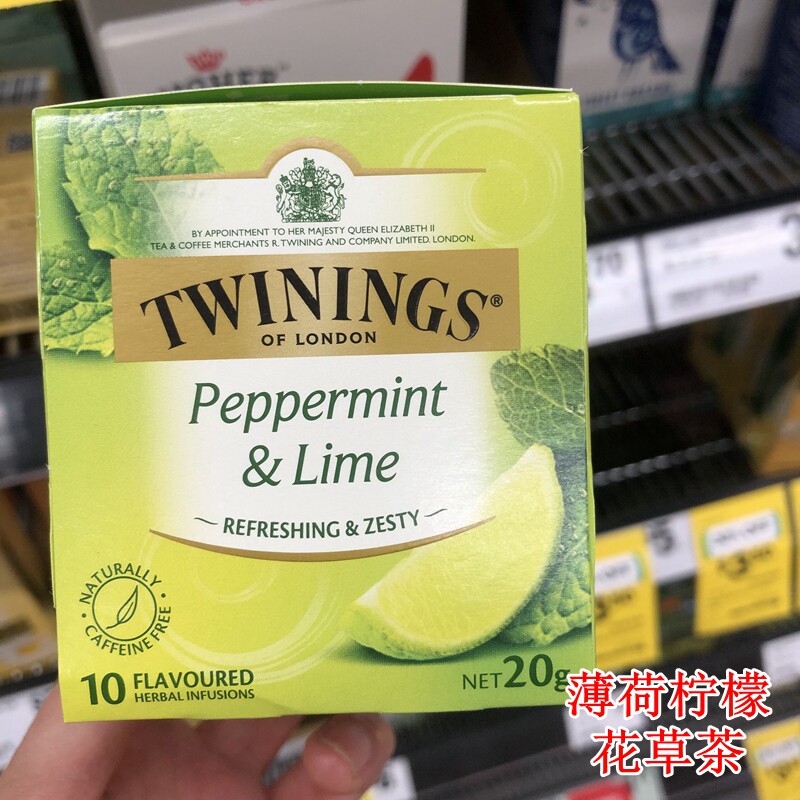 BY APPOINTMENT TO HER MAJESTY QUEEN ELIZABETH II
TEA & COFFEE MERCHANTS R. TWINING AND COMPANY LIMITED. LONDON.
TWININGS®
OF LONDON
Peppermint
& Lime
REFRESHING & ZESTY
NATURALLY
CAFFEINE FREE
10 FLAVOURED
HERBAL INFUSIONS
NET 20g
薄荷柠檬
花草茶